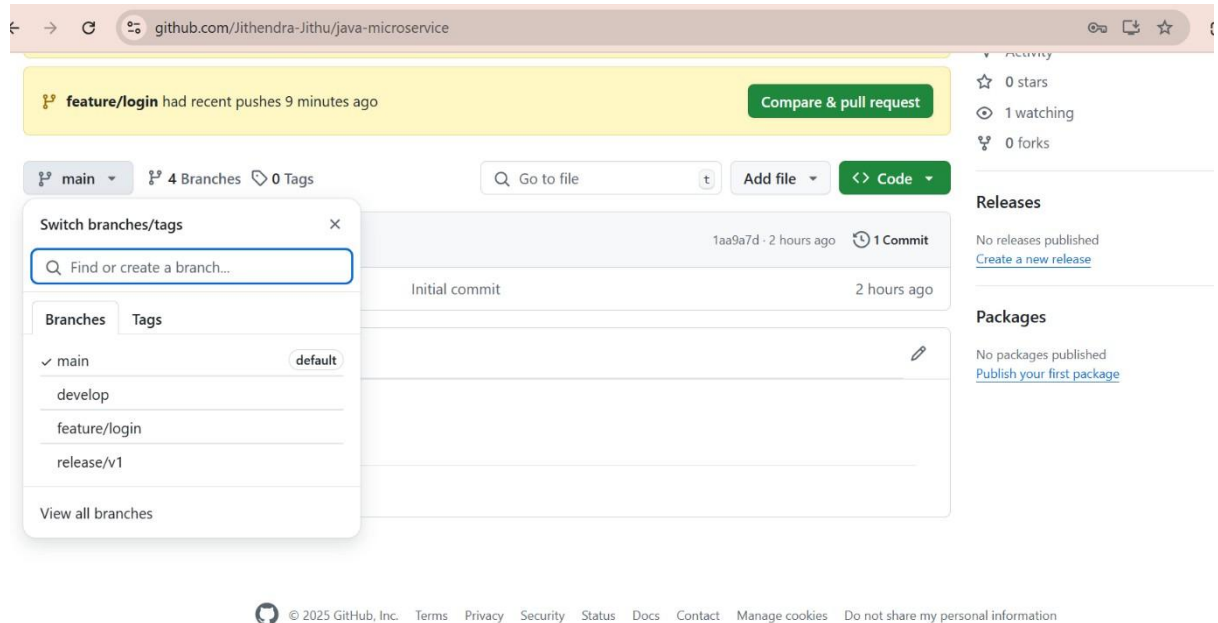 github.com/Jithendra-Jithu/java-microservice
Activity
feature/login had recent pushes 9 minutes ago
Compare & pull request
0 stars
1 watching
0 forks
main
4 Branches
0 Tags
Go to file
t
Add file
Code
Switch branches/tags
Find or create a branch...
Branches
Tags
main
default
develop
feature/login
release/v1
View all branches
1aa9a7d · 2 hours ago
1 Commit
Initial commit
2 hours ago
Releases
No releases published
Create a new release
Packages
No packages published
Publish your first package
© 2025 GitHub, Inc.
Terms
Privacy
Security
Status
Docs
Contact
Manage cookies
Do not share my personal information